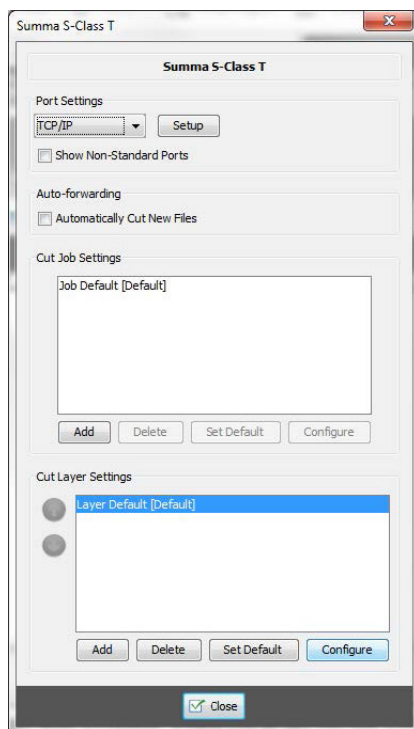 Summa S-Class T
Summa S-Class T
Port Settings
TCP/IP
Setup
Show Non-Standard Ports
Auto-forwarding
Automatically Cut New Files
Cut Job Settings
Job Default [Default]
Add Delete Set Default Configure
Cut Layer Settings
Layer Default [Default]
Add Delete Set Default Configure
Close